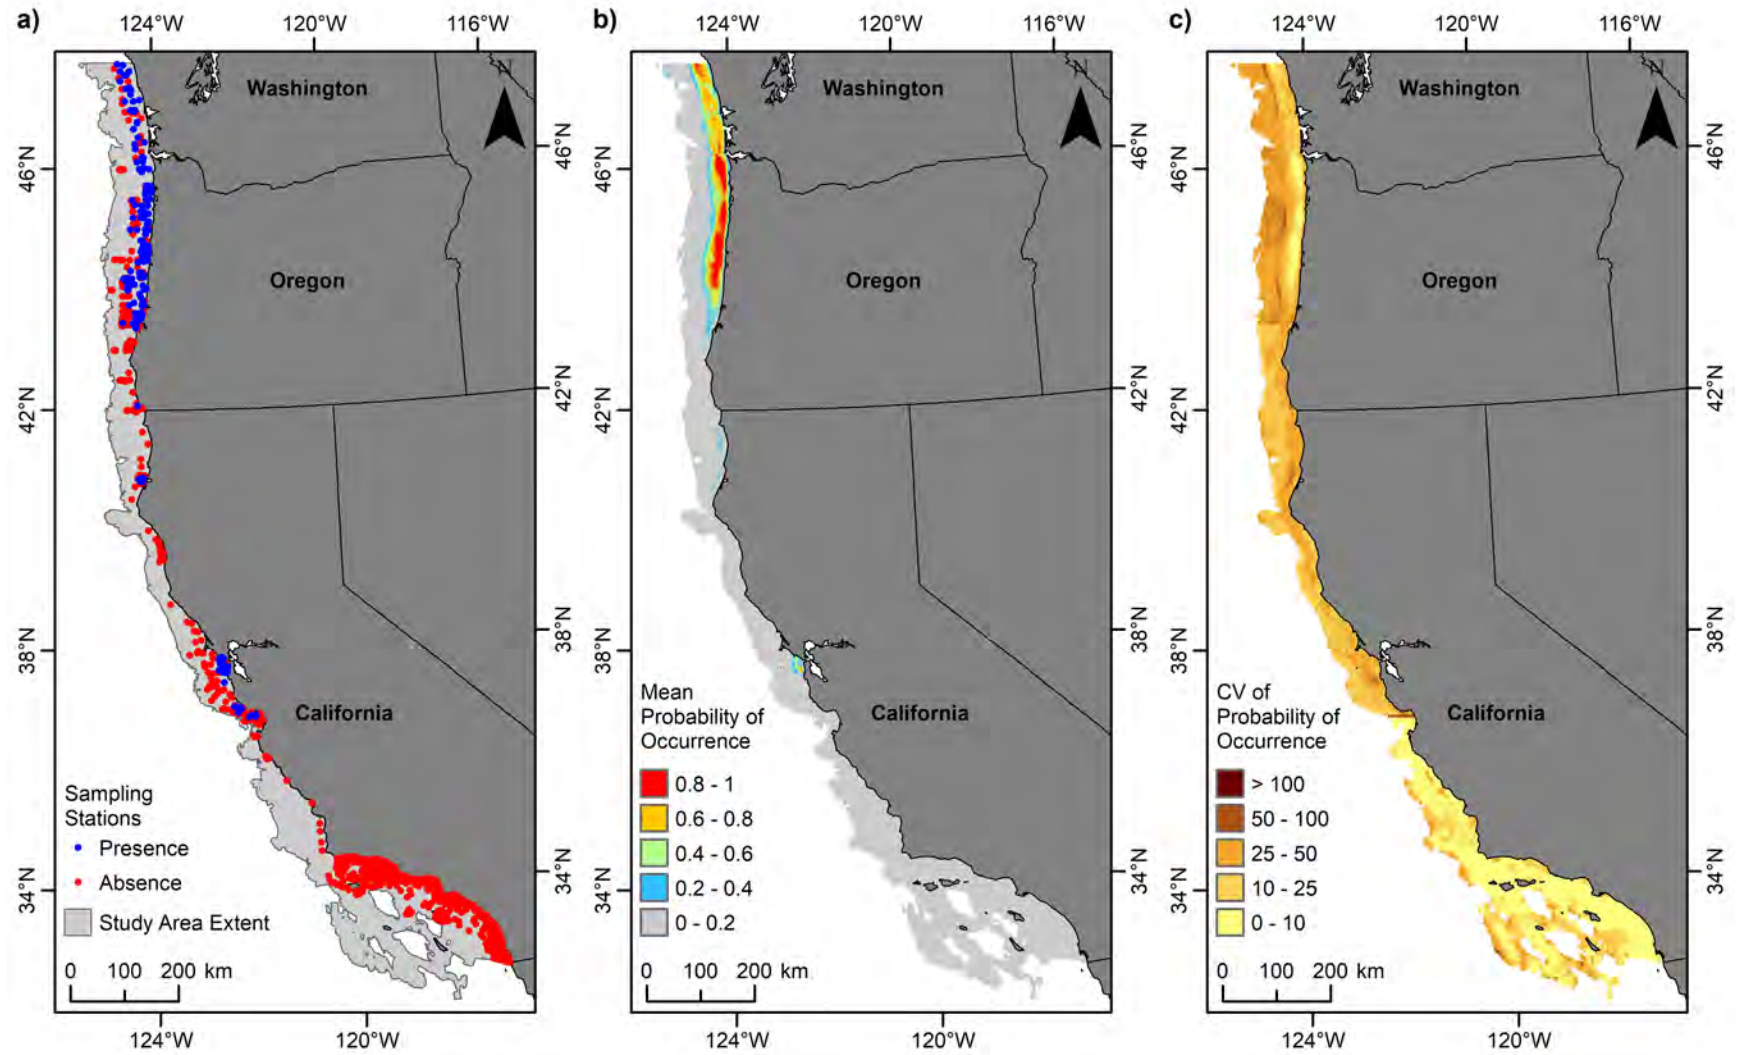 a)
124°W
120°W
116°W
Washington
N
46°N
46°N
Oregon
42°N
42°N
38°N
38°N
California
Sampling
Stations
Presence
Absence
Study Area Extent
34°N
34°N
0 100 200 km
124°W
120°W
b)
124°W
120°W
116°W
Washington
N
46°N
46°N
Oregon
42°N
42°N
38°N
38°N
California
Mean
Probability of
Occurrence
0.8 - 1
0.6 - 0.8
0.4 - 0.6
0.2 - 0.4
0 - 0.2
34°N
34°N
0 100 200 km
124°W
120°W
c)
124°W
120°W
116°W
Washington
N
46°N
46°N
Oregon
42°N
42°N
38°N
38°N
California
CV of
Probability of
Occurrence
> 100
50 - 100
25 - 50
10 - 25
0 - 10
34°N
34°N
0 100 200 km
124°W
120°W